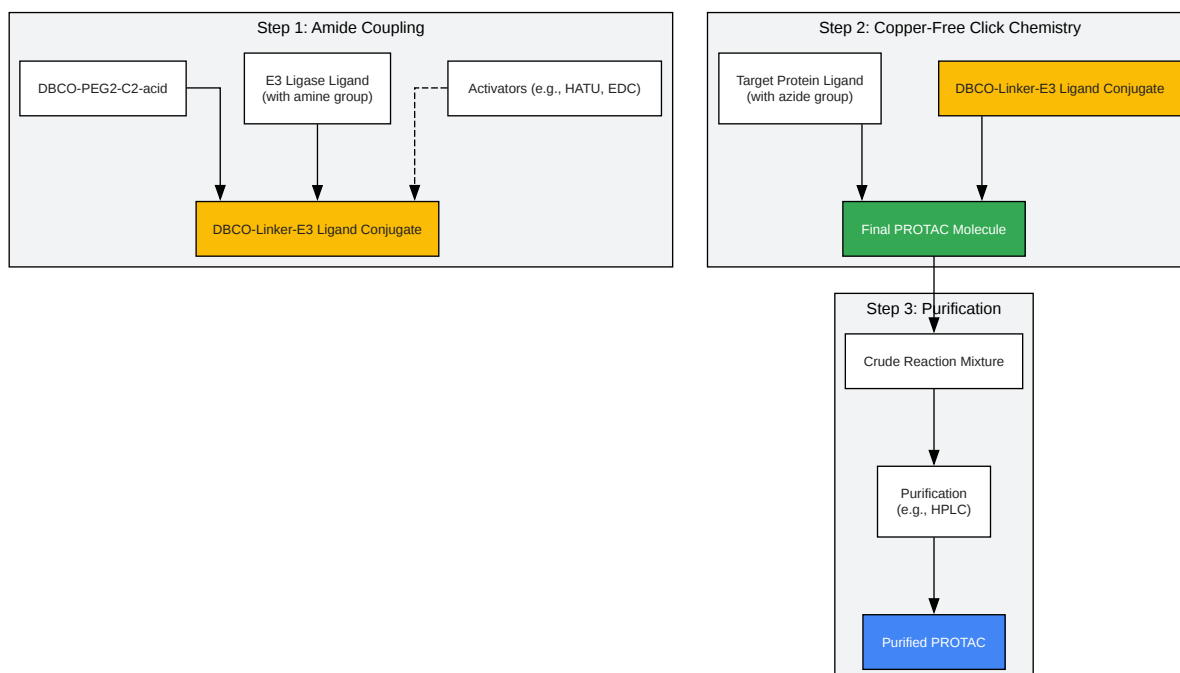 Step 1: Amide Coupling
DBCO-PEG2-C2-acid
E3 Ligase Ligand
(with amine group)
Activators (e.g., HATU, EDC)
DBCO-Linker-E3 Ligand Conjugate
Step 2: Copper-Free Click Chemistry
Target Protein Ligand
(with azide group)
DBCO-Linker-E3 Ligand Conjugate
Final PROTAC Molecule
Step 3: Purification
Crude Reaction Mixture
Purification
(e.g., HPLC)
Purified PROTAC